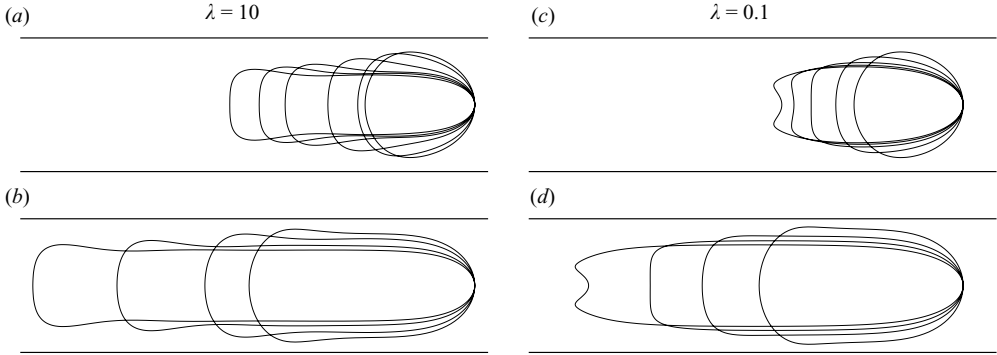 (a) λ = 10 (c) λ = 0.1
(b) (d)